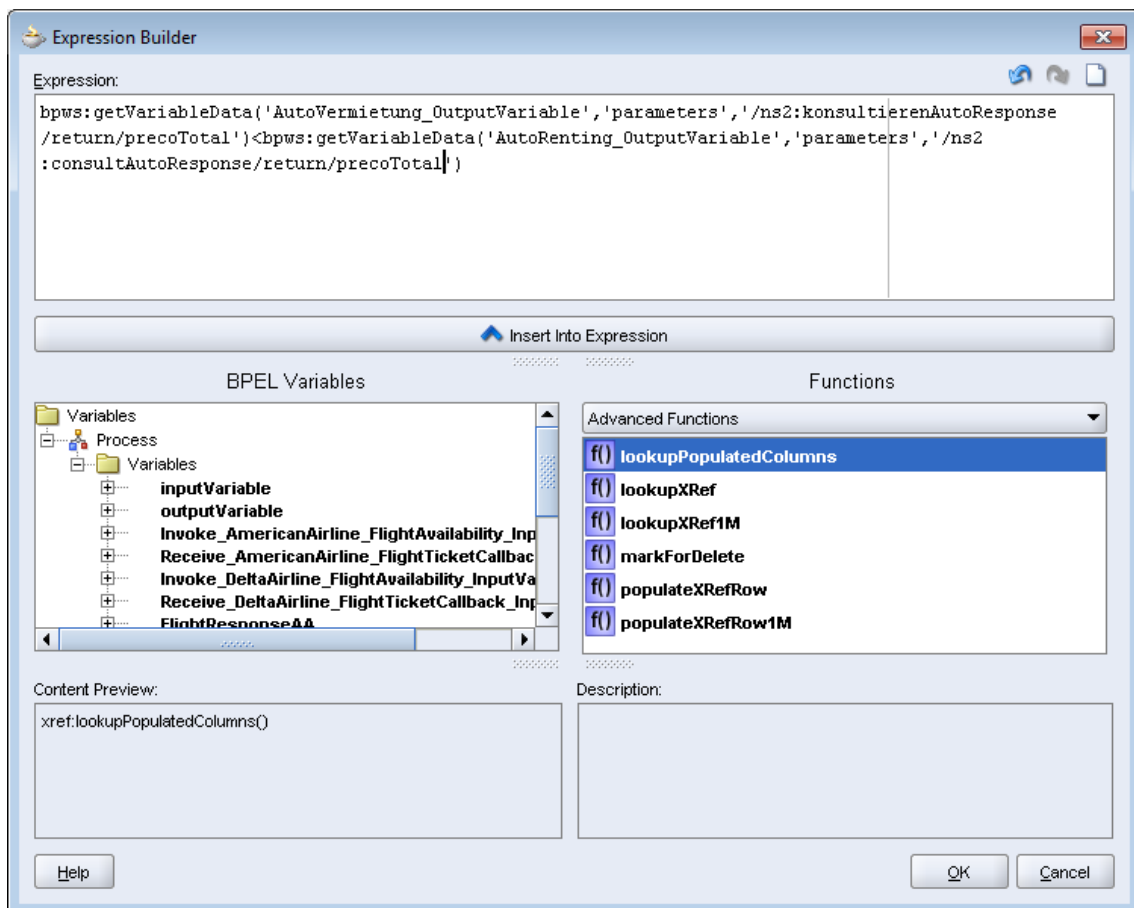 Expression Builder
Expression:
bpws:getVariableData('AutoVermietung_OutputVariable','parameters','/ns2:konsultierenAutoResponse
/return/precoTotal')<bpws:getVariableData('AutoRenting_OutputVariable','parameters','/ns2
:consultAutoResponse/return/precoTotal')
Insert Into Expression
BPEL Variables
Functions
Variables
Process
Variables
inputVariable
outputVariable
Invoke_AmericanAirline_FlightAvailability_Inp
Receive_AmericanAirline_FlightTicketCallbac
Invoke_DeltaAirline_FlightAvailability_InputVa
Receive_DeltaAirline_FlightTicketCallback_Inp
FlightResponseAA
Advanced Functions
f() lookupPopulatedColumns
f() lookupXRef
f() lookupXRef1M
f() markForDelete
f() populateXRefRow
f() populateXRefRow1M
Content Preview:
xref:lookupPopulatedColumns()
Description:
Help
OK
Cancel